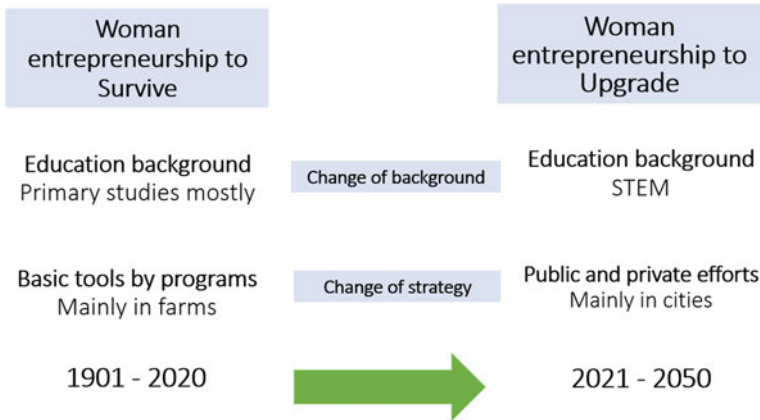 Woman
entrepreneurship to
Survive
Woman
entrepreneurship to
Upgrade
Education background
Primary studies mostly
Change of background
Education background
STEM
Basic tools by programs
Mainly in farms
Change of strategy
Public and private efforts
Mainly in cities
1901 - 2020
2021 - 2050